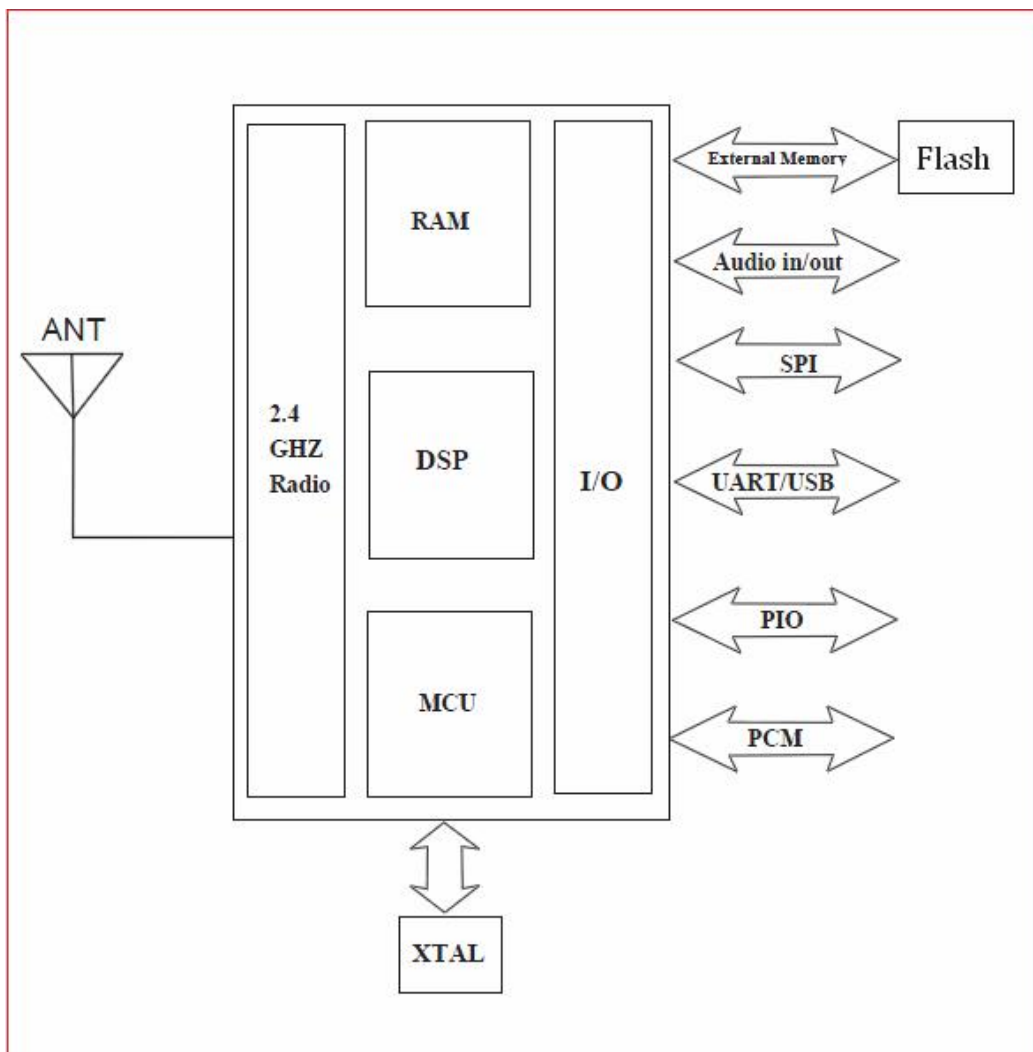 ANT
2.4
GHZ
Radio
RAM
DSP
MCU
I/O
External Memory
Flash
Audio in/out
SPI
UART/USB
PIO
PCM
XTAL